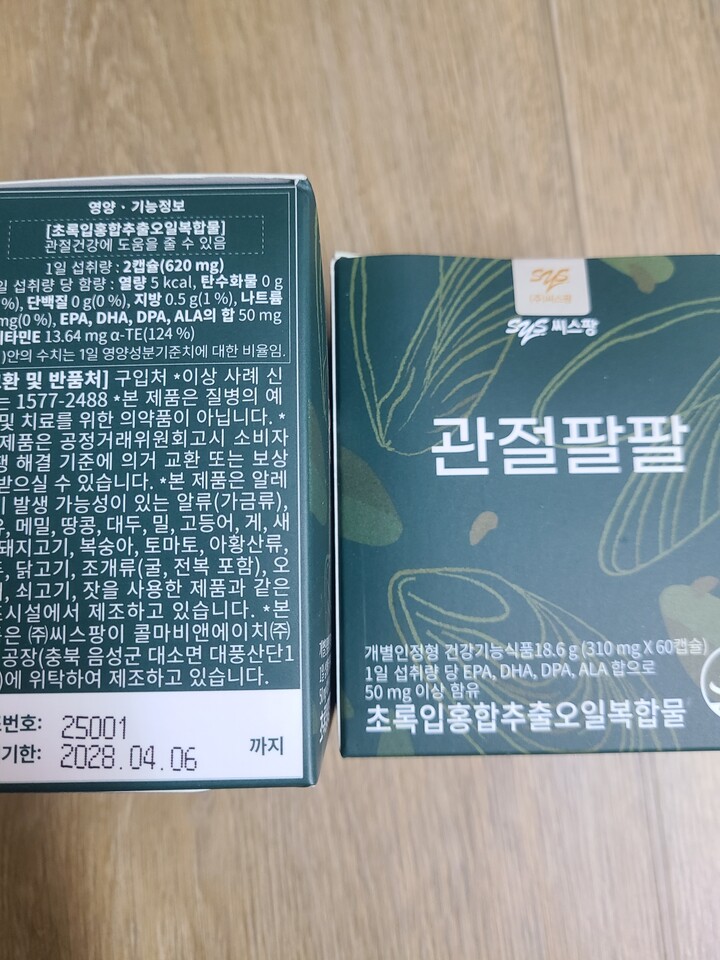 영양 · 기능정보
[초록입홍합추출오일복합물]
관절건강에 도움을 줄 수 있음
1일 섭취량 : 2캡슐(620 mg)
일 섭취량 당 함량 : 열량 5 kcal, 탄수화물 0 g
%), 단백질 0 g(0 %), 지방 0.5 g(1 %), 나트륨
mg(0 %), EPA, DHA, DPA, ALA의 합 50 mg
비타민E 13.64 mg α-TE(124 %)
)안의 수치는 1일 영양성분기준치에 대한 비율임.
교환 및 반품처] 구입처 *이상 사례 신
1577-2488 *본 제품은 질병의 예
및 치료를 위한 의약품이 아닙니다. *
제품은 공정거래위원회고시 소비자
해결 기준에 의거 교환 또는 보상
받으실 수 있습니다. *본 제품은 알레
기 발생 가능성이 있는 알류(가금류),
유, 메밀, 땅콩, 대두, 밀, 고등어, 게, 새
돼지고기, 복숭아, 토마토, 아황산류,
닭고기, 조개류(굴, 전복 포함), 오
쇠고기, 잣을 사용한 제품과 같은
시설에서 제조하고 있습니다. *본
은 ㈜씨스팡이 콜마비앤에이치㈜
공장(충북 음성군 대소면 대풍산단1
)에 위탁하여 제조하고 있습니다.
번호: 25001
기한: 2028.04.06 까지
sys
(주)씨스팡
sys 씨스팡
관절팔팔
개별인정형 건강기능식품 18.6 g (310 mg X 60캡슐)
1일 섭취량 당 EPA, DHA, DPA, ALA 합으로
50 mg 이상 함유
초록입홍합추출오일복합물